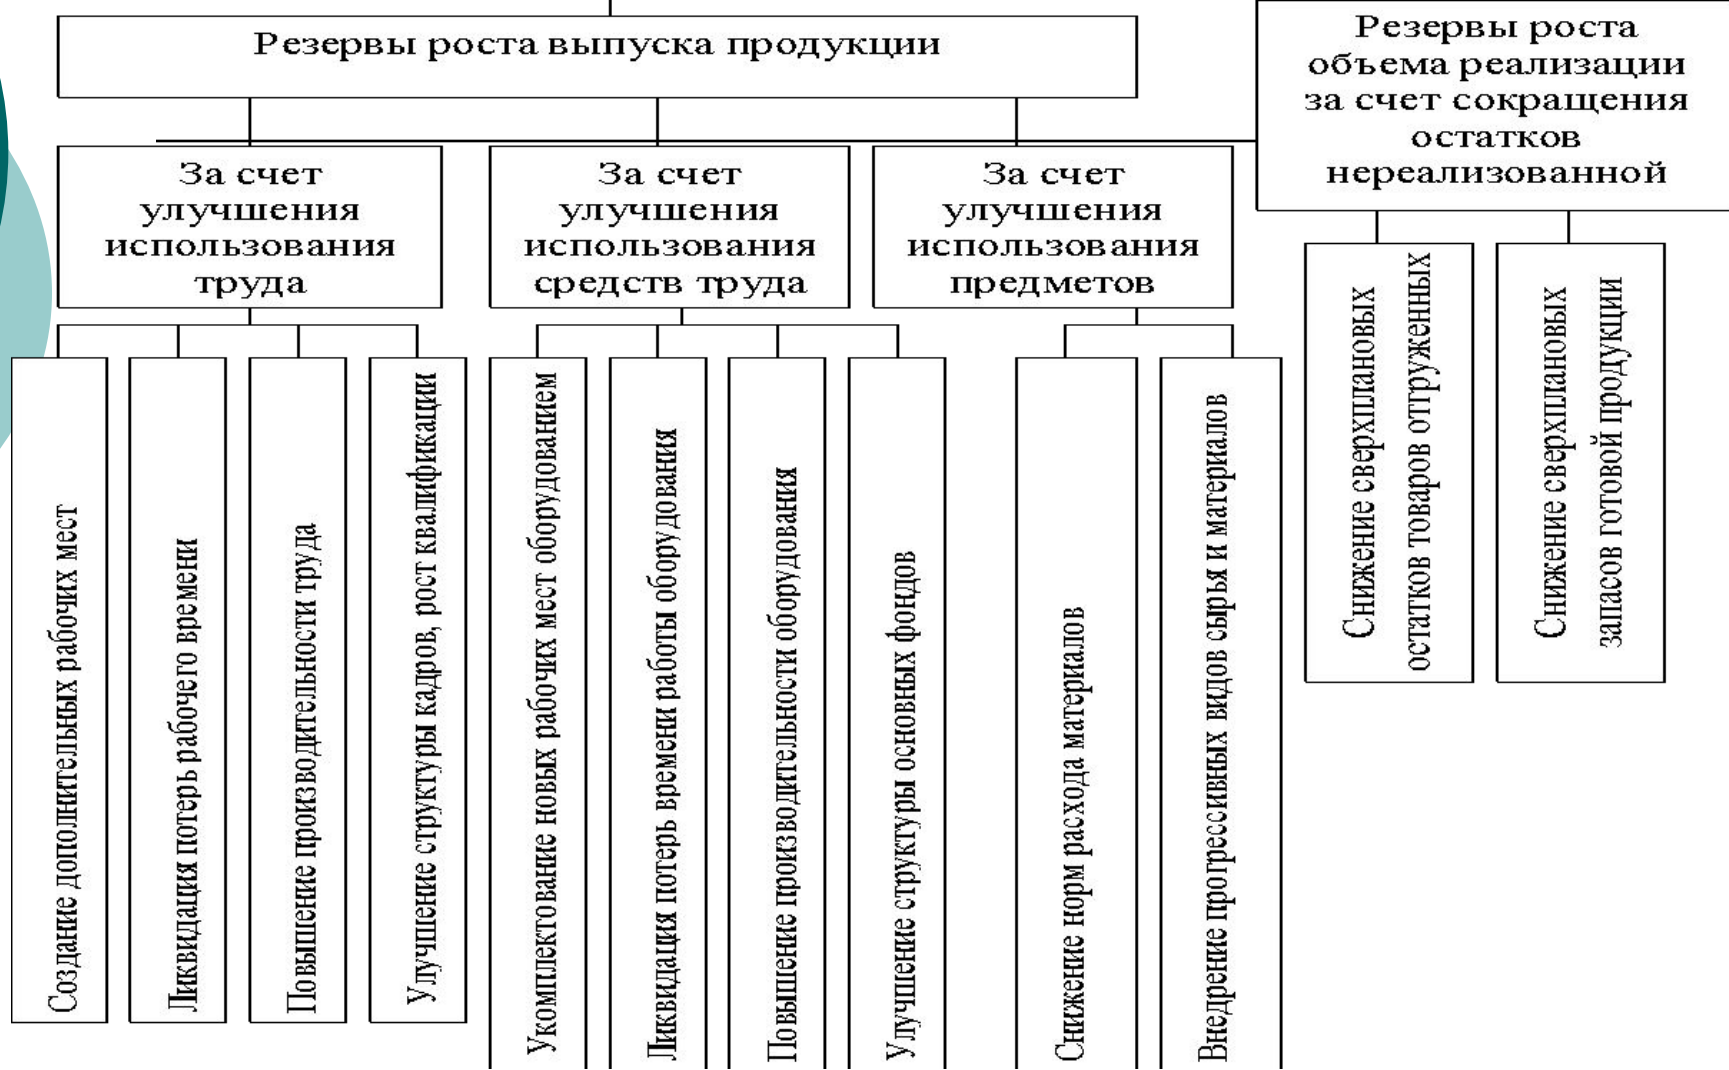 Резервы роста выпуска продукции
Резервы роста
объема реализации
за счет сокращения
остатков
нереализованной
За счет
улучшения
использования
труда
За счет
улучшения
использования
средств труда
За счет
улучшения
использования
предметов
Создание дополнительных рабочих мест
Ликвидация потерь рабочего времени
Повышение производительности труда
Улучшение структуры кадров, рост квалификации
Укомплектование новых рабочих мест оборудованием
Ликвидация потерь времени работы оборудования
Повышение производительности оборудования
Улучшение структуры основных фондов
Снижение норм расхода материалов
Внедрение прогрессивных видов сырья и материалов
Снижение сверхплановых
остатков товаров отгруженных
Снижение сверхплановых
запасов готовой продукции